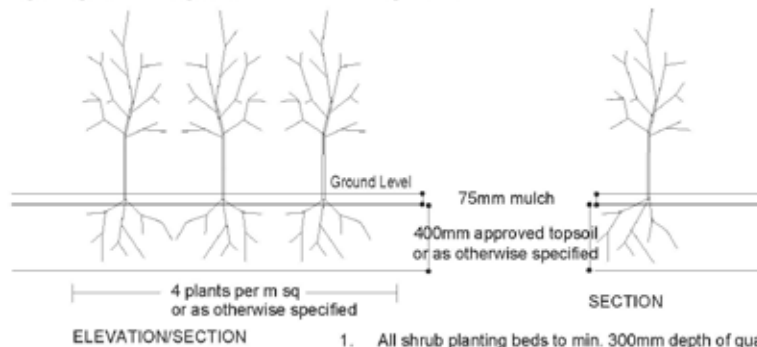 Ground Level
75mm mulch
400mm approved topsoil
or as otherwise specified
4 plants per m sq
or as otherwise specified
SECTION
ELEVATION/SECTION
1. All shrub planting beds to min. 300mm depth of qua